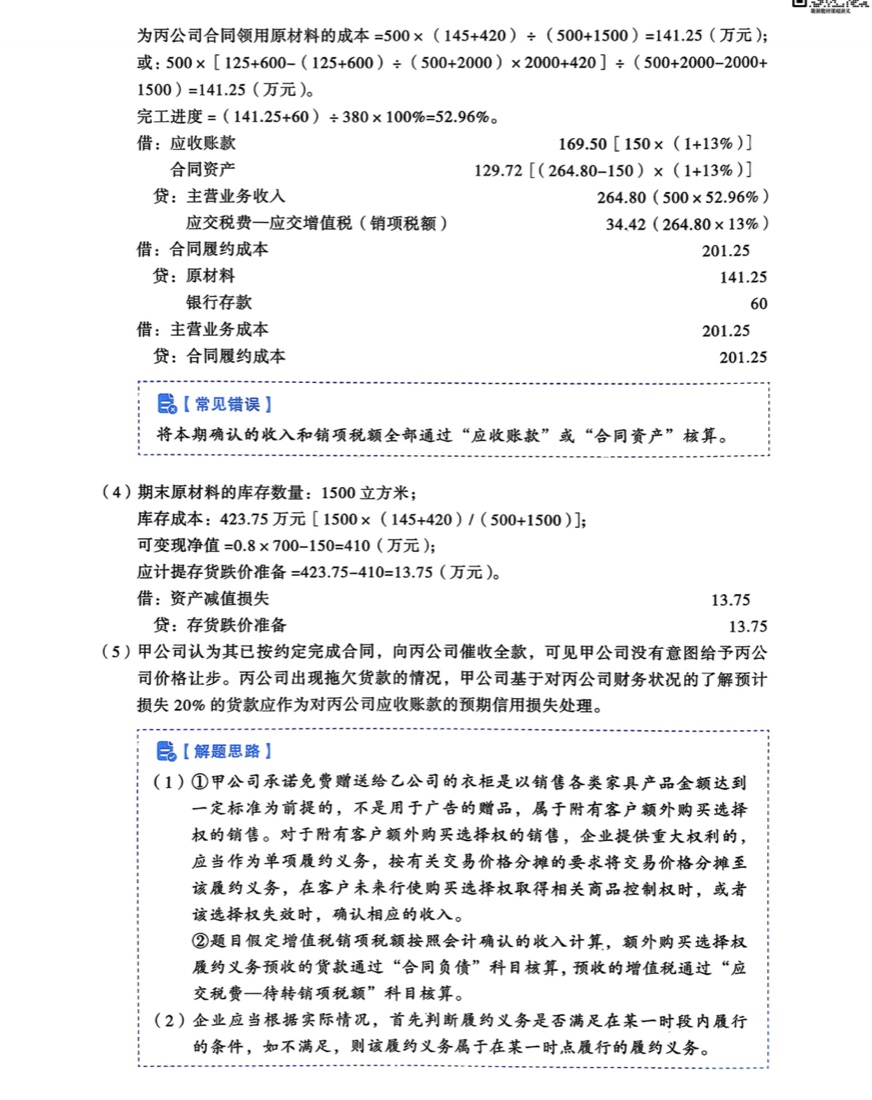 为丙公司合同领用原材料的成本 =500×（145+420）÷（500+1500）=141.25（万元）；
或：500×［125+600-（125+600）÷（500+2000）×2000+420］÷（500+2000-2000+
1500）=141.25（万元）。
完工进度 =（141.25+60）÷380×100%=52.96%。
借：应收账款 169.50［150×（1+13%）］
合同资产 129.72［（264.80-150）×（1+13%）］
贷：主营业务收入 264.80（500×52.96%）
应交税费—应交增值税（销项税额） 34.42（264.80×13%）
借：合同履约成本 201.25
贷：原材料 141.25
银行存款 60
借：主营业务成本 201.25
贷：合同履约成本 201.25
【常见错误】
将本期确认的收入和销项税额全部通过“应收账款”或“合同资产”核算。
（4）期末原材料的库存数量：1500 立方米；
库存成本：423.75 万元［1500×（145+420）/（500+1500）］；
可变现净值 =0.8×700-150=410（万元）；
应计提存货跌价准备 =423.75-410=13.75（万元）。
借：资产减值损失 13.75
贷：存货跌价准备 13.75
（5）甲公司认为其已按约定完成合同，向丙公司催收全款，可见甲公司没有意图给予丙公
司价格让步。丙公司出现拖欠货款的情况，甲公司基于对丙公司财务状况的了解预计
损失 20% 的货款应作为对丙公司应收账款的预期信用损失处理。
【解题思路】
（1）①甲公司承诺免费赠送给乙公司的衣柜是以销售各类家具产品金额达到
一定标准为前提的，不是用于广告的赠品，属于附有客户额外购买选择
权的销售。对于附有客户额外购买选择权的销售，企业提供重大权利的，
应当作为单项履约义务，按有关交易价格分摊的要求将交易价格分摊至
该履约义务，在客户未来行使购买选择权取得相关商品控制权时，或者
该选择权失效时，确认相应的收入。
②题目假定增值税销项税额按照会计确认的收入计算，额外购买选择权
履约义务预收的货款通过“合同负债”科目核算，预收的增值税通过“应
交税费—待转销项税额”科目核算。
（2）企业应当根据实际情况，首先判断履约义务是否满足在某一时段内履行
的条件，如不满足，则该履约义务属于在某一时点履行的履约义务。